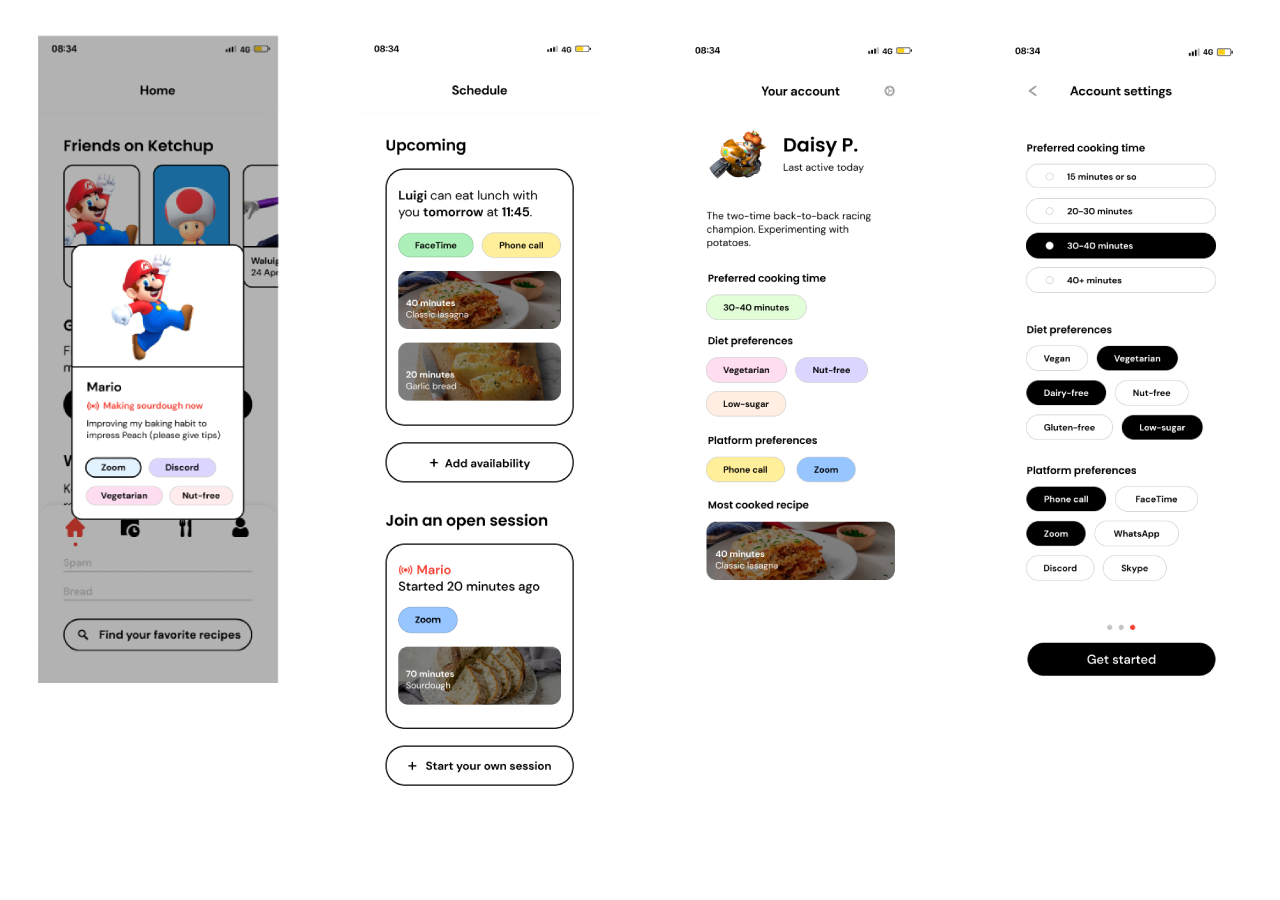 08:34
4G
Home
Friends on Ketchup
Walui
24 Apr
Mario
Making sourdough now
Improving my baking habit to
impress Peach (please give tips)
Zoom
Discord
Vegetarian
Nut-free
Spam
Bread
Find your favorite recipes
08:34
4G
Schedule
Upcoming
Luigi can eat lunch with
you tomorrow at 11:45.
FaceTime
Phone call
40 minutes
Classic lasagna
20 minutes
Garlic bread
+ Add availability
Join an open session
Mario
Started 20 minutes ago
Zoom
70 minutes
Sourdough
+ Start your own session
08:34
4G
Your account
Daisy P.
Last active today
The two-time back-to-back racing
champion. Experimenting with
potatoes.
Preferred cooking time
30-40 minutes
Diet preferences
Vegetarian
Nut-free
Low-sugar
Platform preferences
Phone call
Zoom
Most cooked recipe
40 minutes
Classic lasagna
08:34
4G
Account settings
Preferred cooking time
15 minutes or so
20-30 minutes
30-40 minutes
40+ minutes
Diet preferences
Vegan
Vegetarian
Dairy-free
Nut-free
Gluten-free
Low-sugar
Platform preferences
Phone call
FaceTime
Zoom
WhatsApp
Discord
Skype
Get started